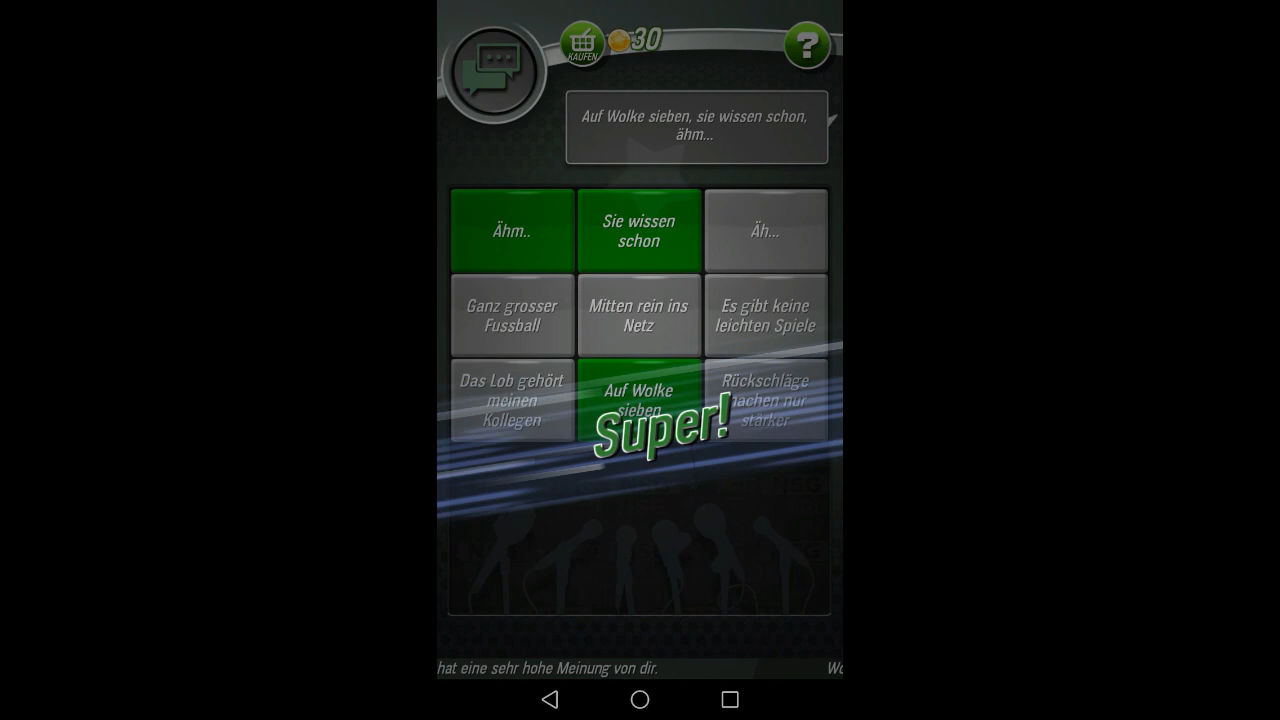 30
KAUFEN
?
Auf Wolke sieben, sie wissen schon,
ähm...
Ähm..
Sie wissen
schon
Äh...
Ganz grosser
Fussball
Mitten rein ins
Netz
Es gibt keine
leichten Spiele
Das Lob gehört
meinen
Kollegen
Auf Wolke
sieben
Rückschläge
machen nur
stärker
Super!
hat eine sehr hohe Meinung von dir.